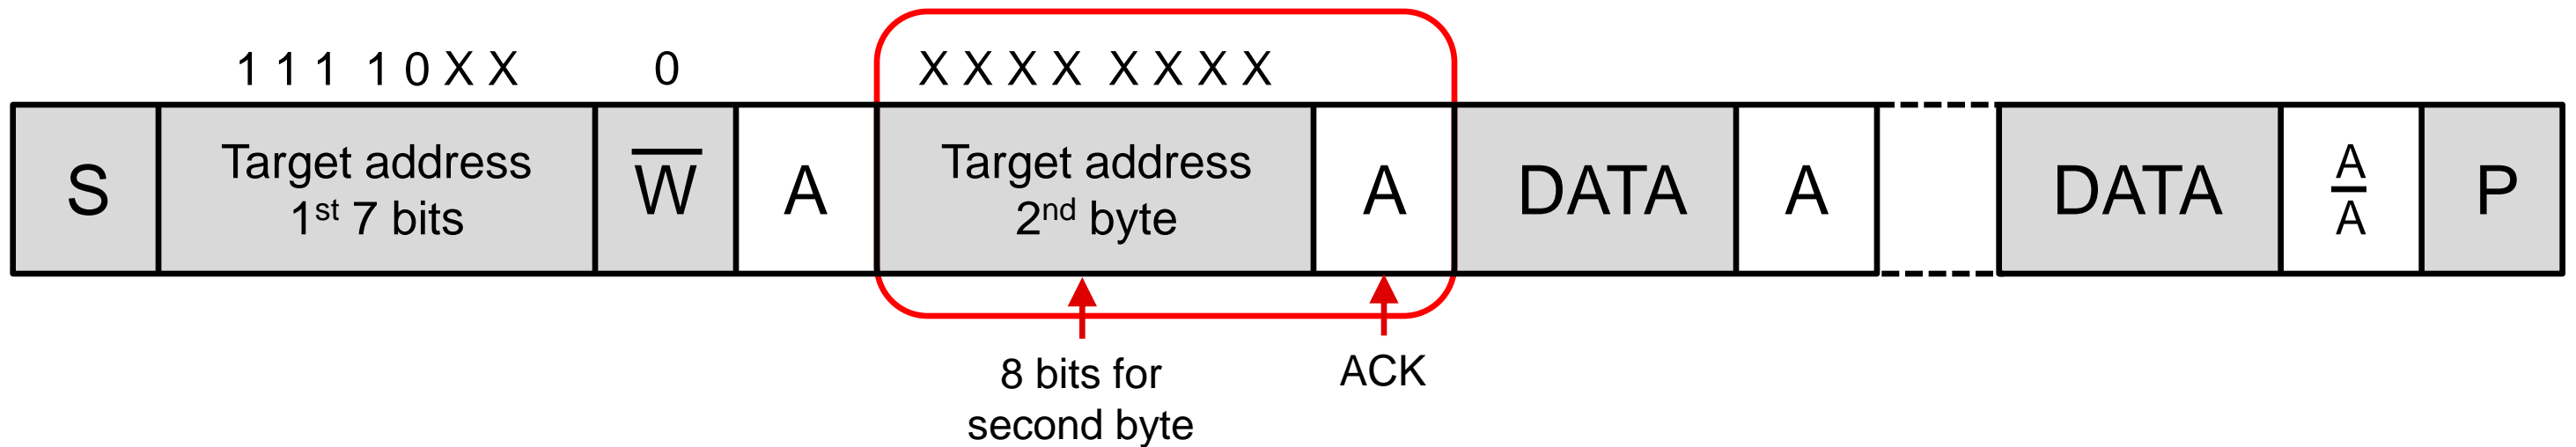 1 1 1 1 0 X X 0 X X X X X X X X
S Target address 1st 7 bits W̅ A Target address 2nd byte A DATA A DATA A/A̅ P
8 bits for second byte
ACK